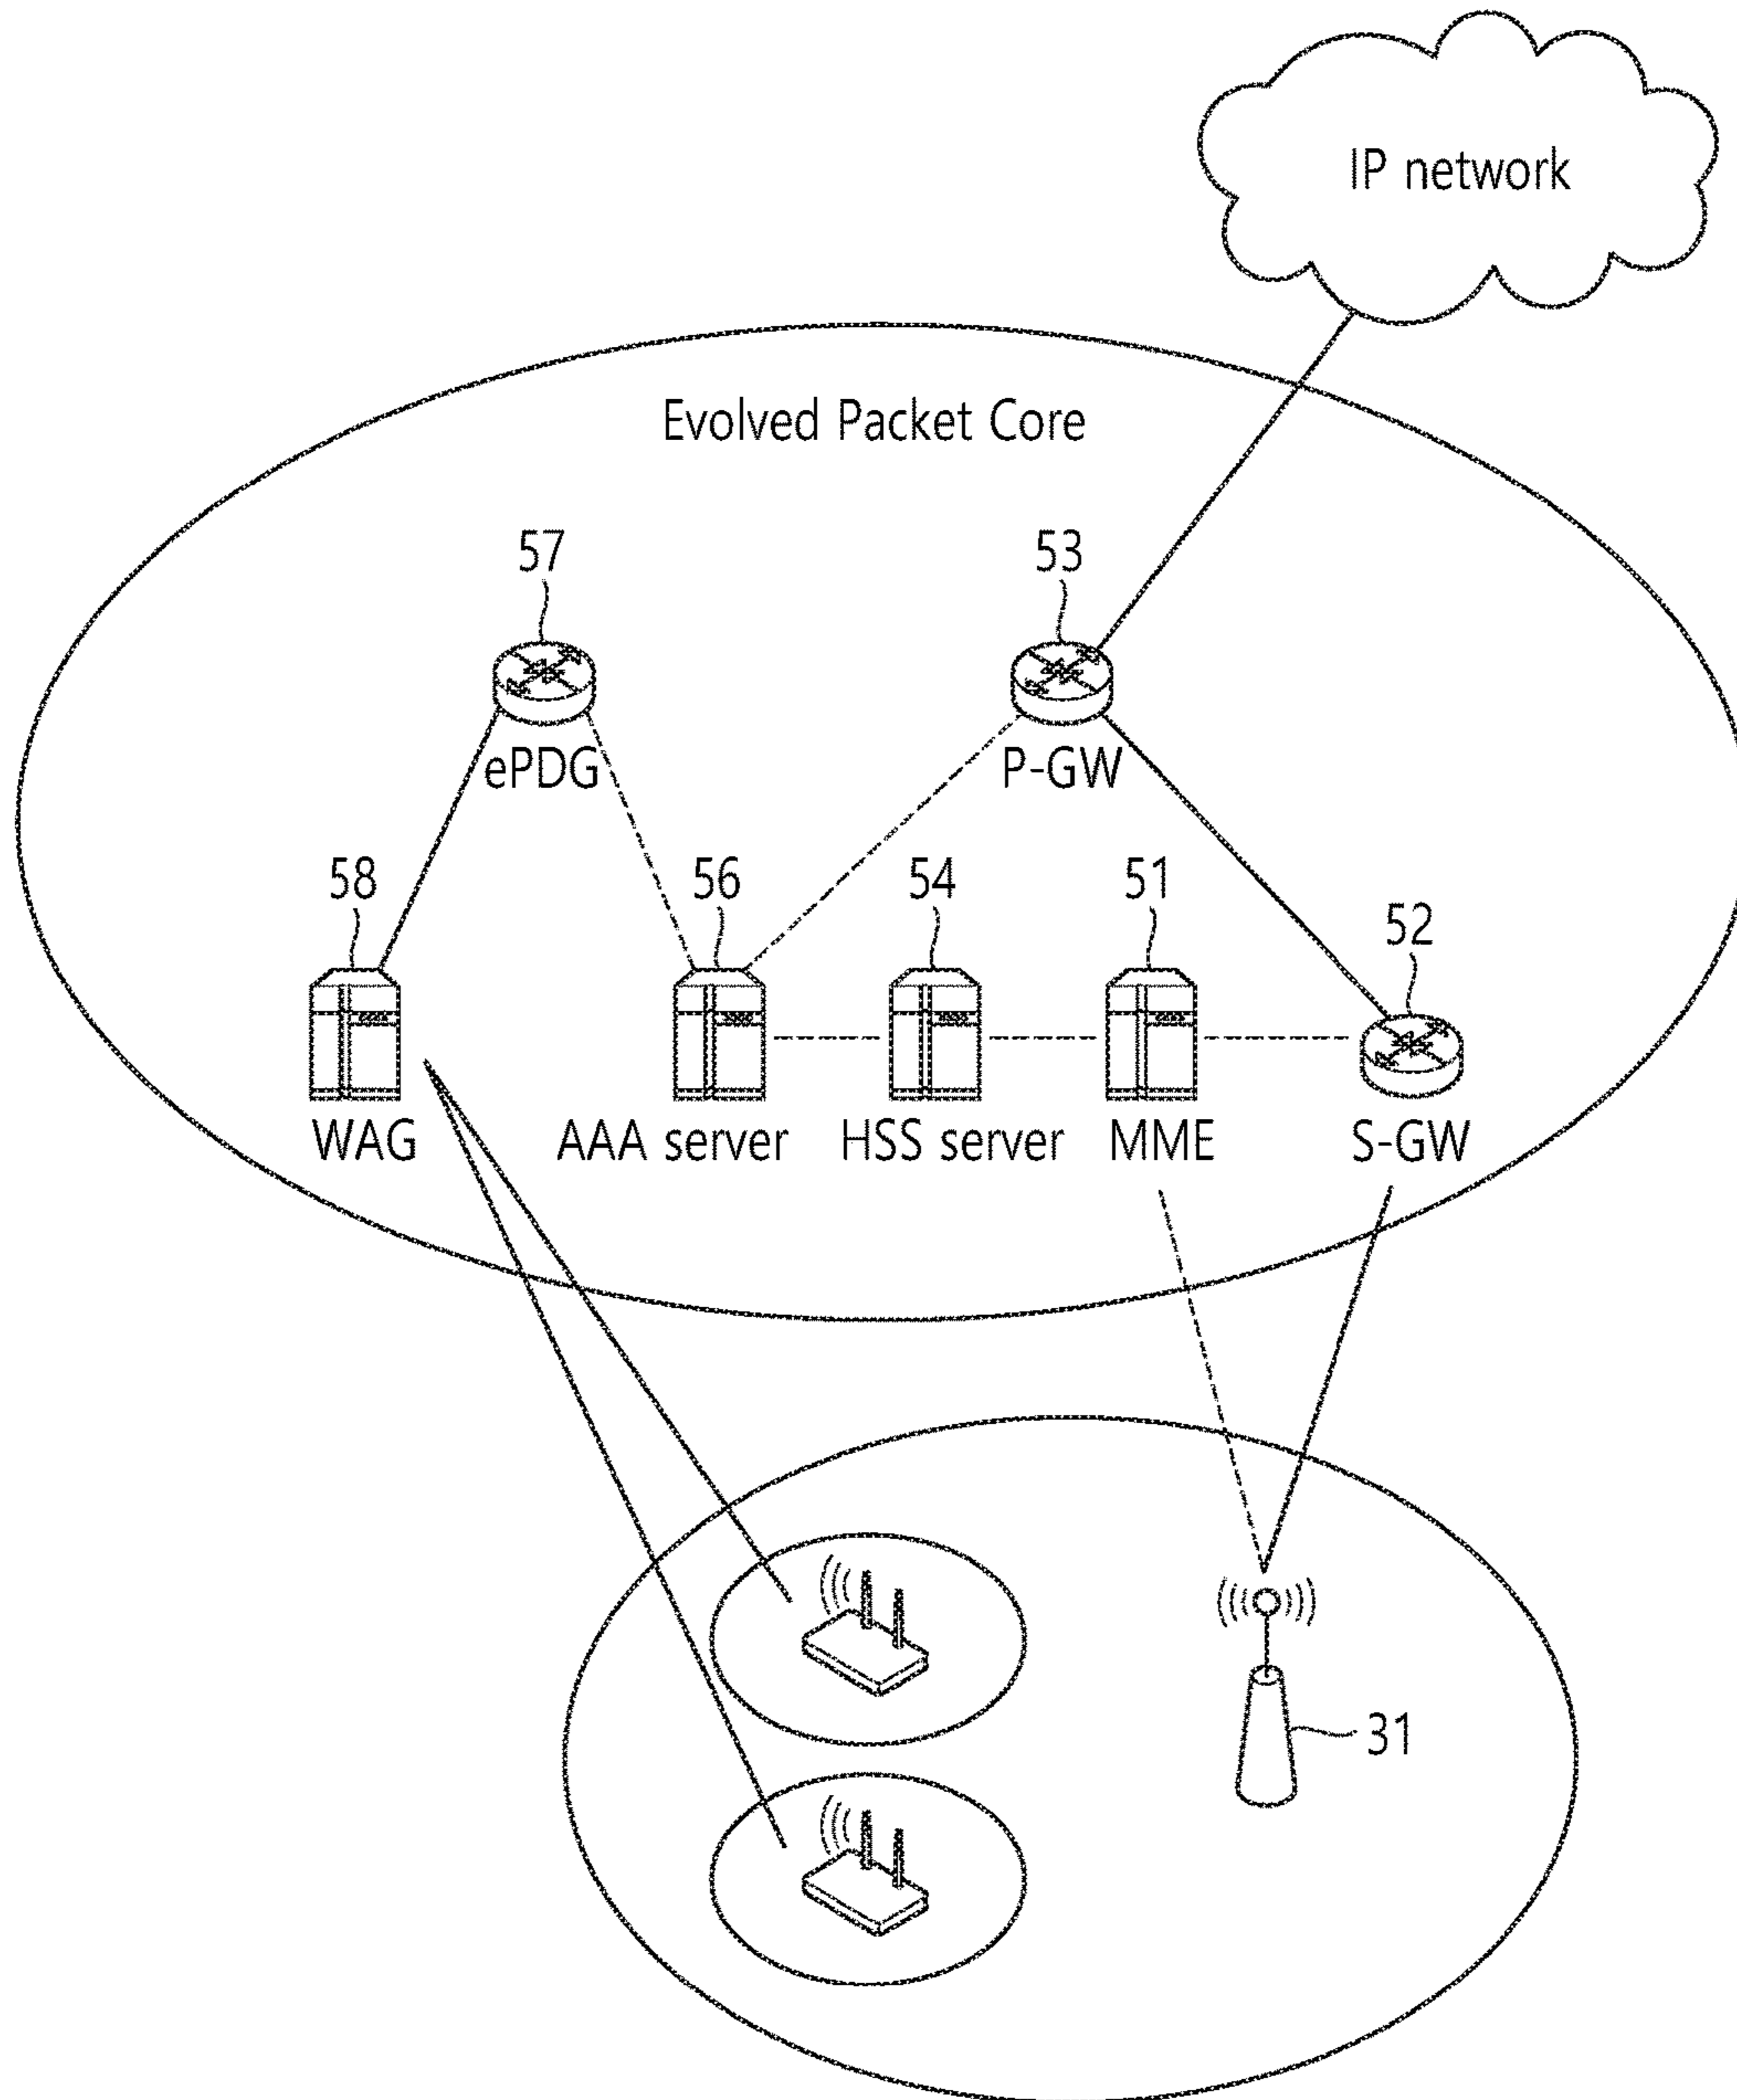 IP network
Evolved Packet Core
57
53
ePDG
P-GW
58
56
54
51
52
WAG
AAA server
HSS server
MME
S-GW
31